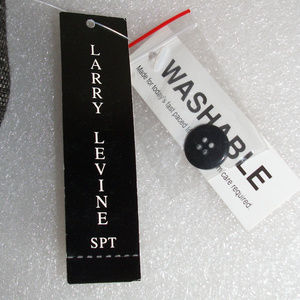 LARRY LEVINE
SPT
WASHABLE
Made for today's fast paced
care required.